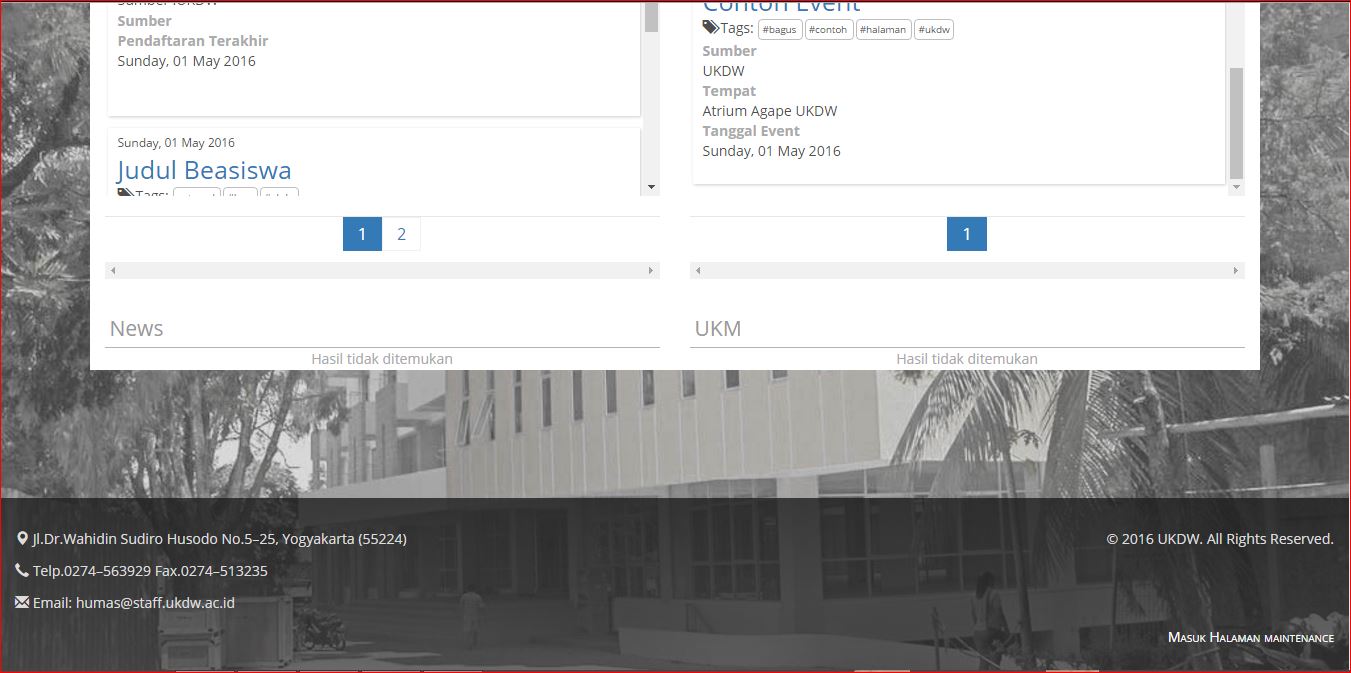 Sumber UKDW
Sumber
Pendaftaran Terakhir
Sunday, 01 May 2016
Sunday, 01 May 2016
Judul Beasiswa
Tags:
1 2
Contoh Event
Tags: #bagus #contoh #halaman #ukdw
Sumber
UKDW
Tempat
Atrium Agape UKDW
Tanggal Event
Sunday, 01 May 2016
1
News
Hasil tidak ditemukan
UKM
Hasil tidak ditemukan
Jl.Dr.Wahidin Sudiro Husodo No.5–25, Yogyakarta (55224)
Telp.0274–563929 Fax.0274–513235
Email: humas@staff.ukdw.ac.id
© 2016 UKDW. All Rights Reserved.
Masuk Halaman maintenance